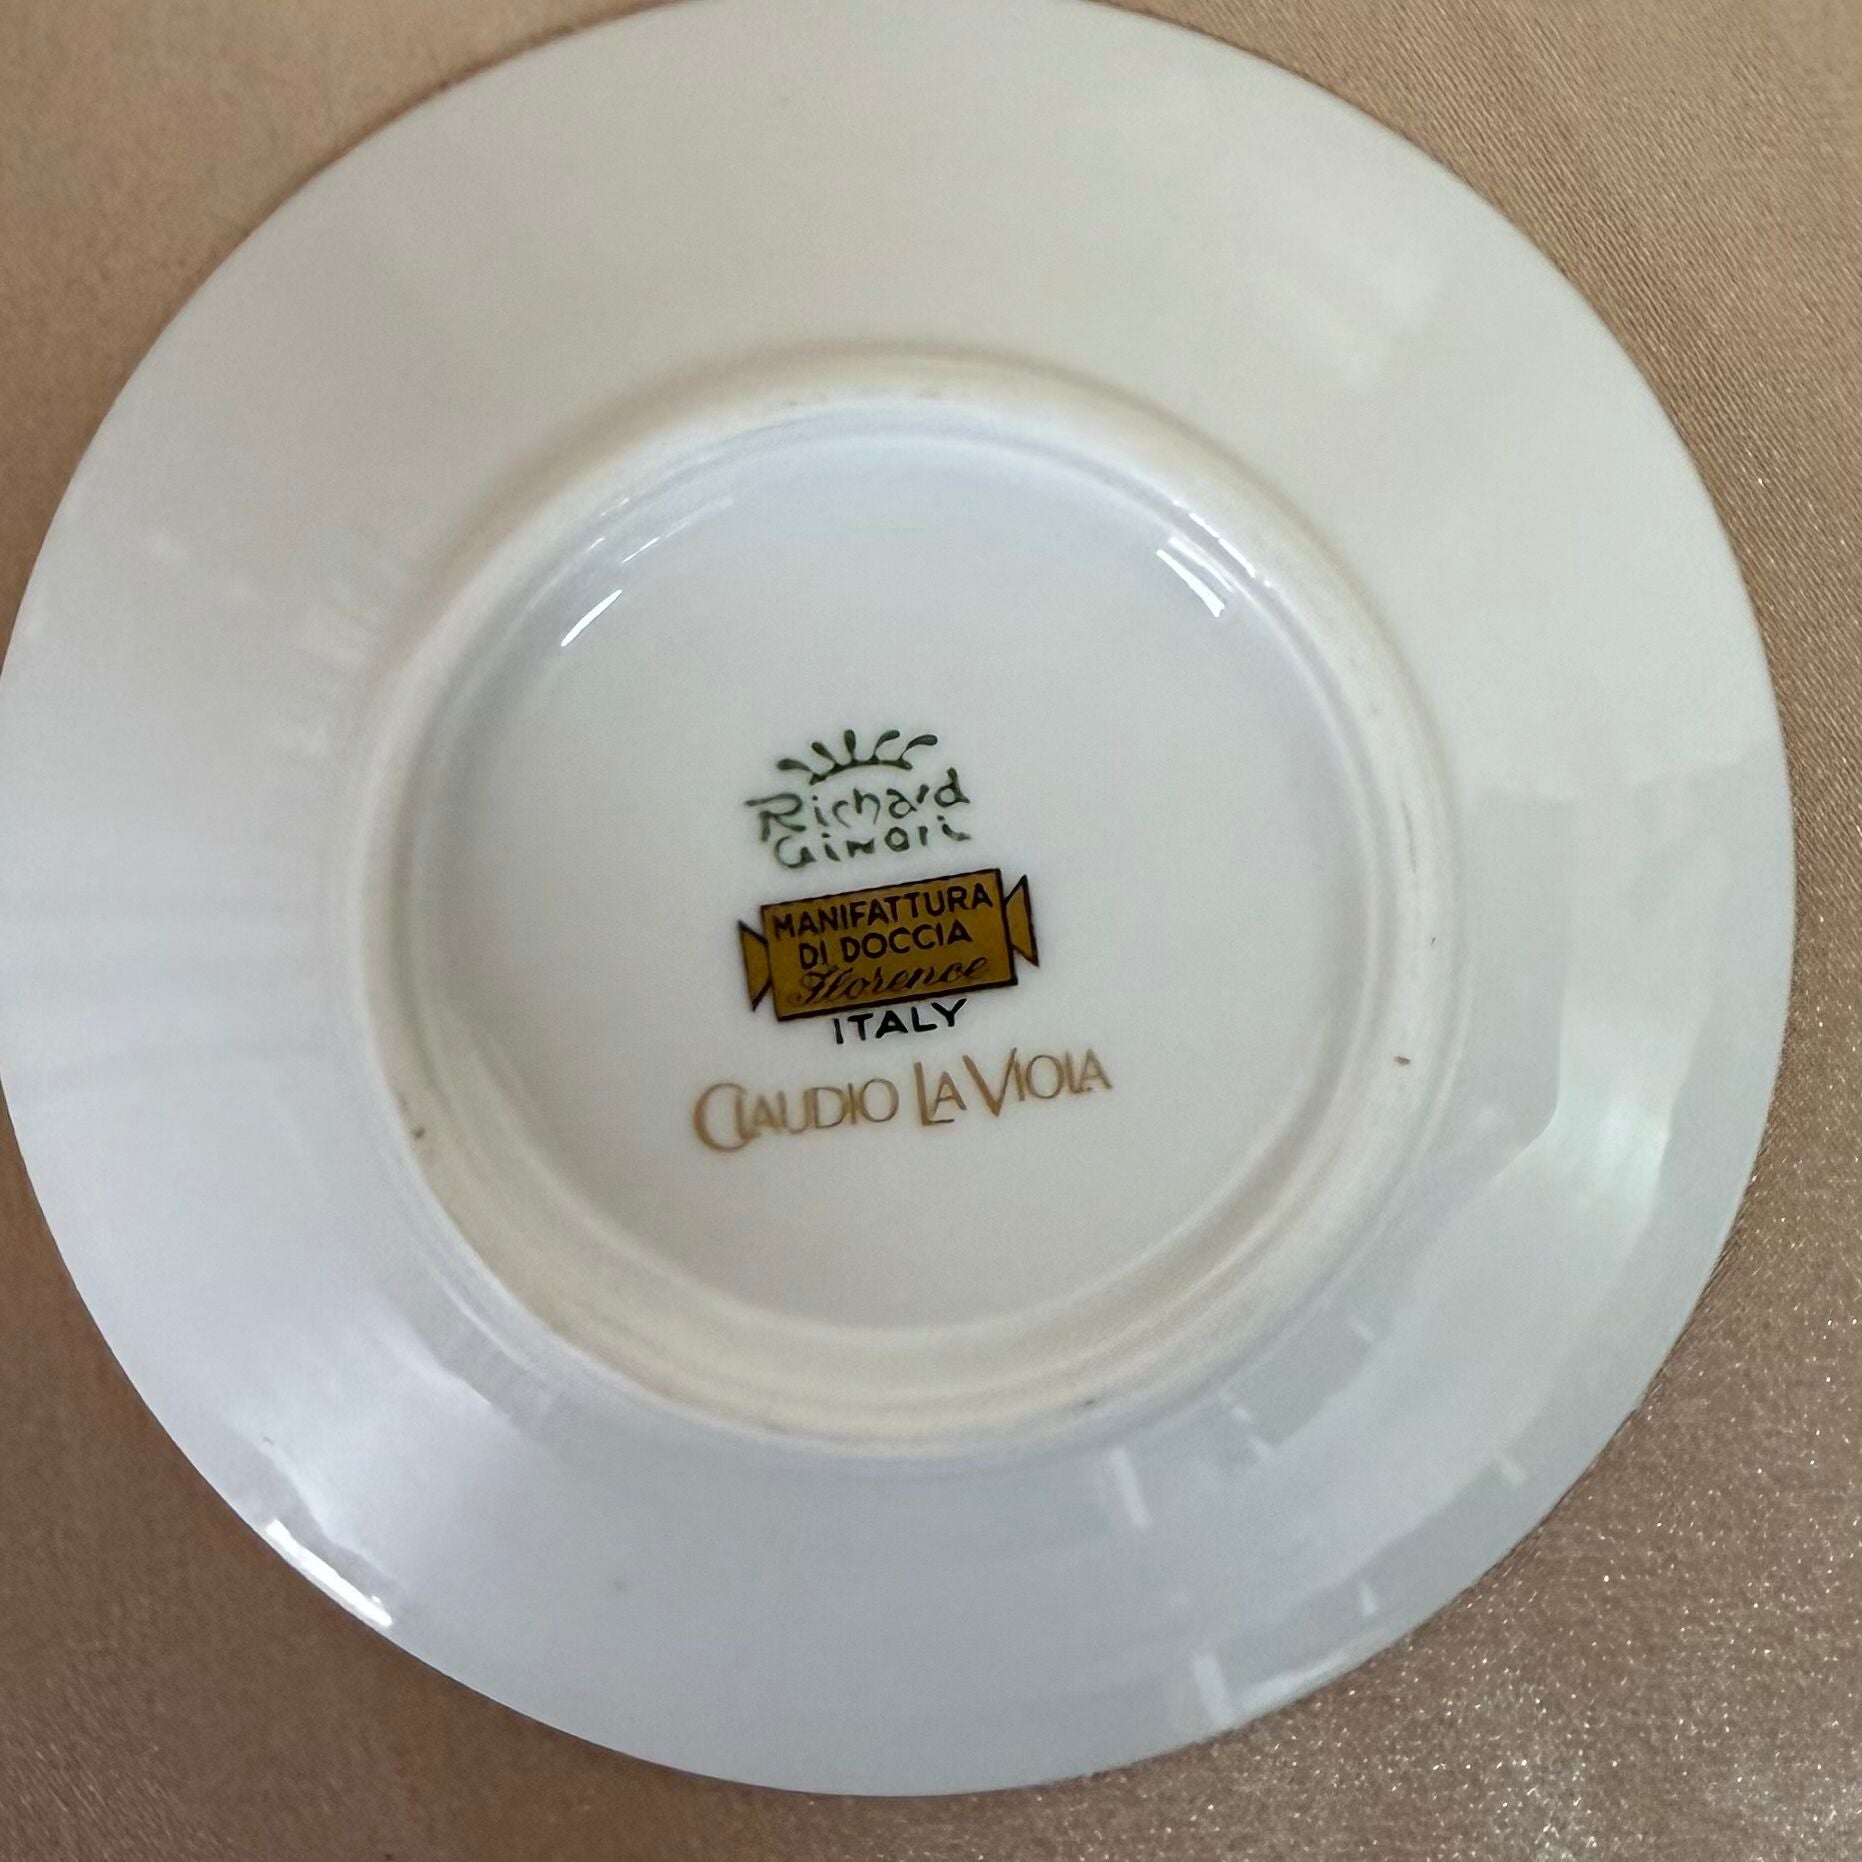 Richard
Ginori
MANIFATTURA
DI DOCCIA
Florence
ITALY
CLAUDIO LA VIOLA